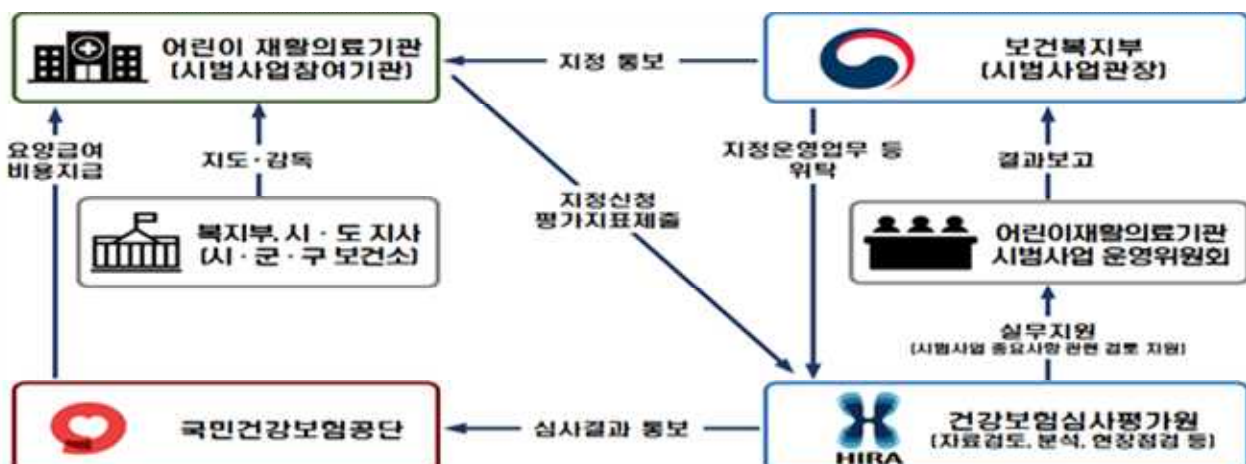 어린이 재활의료기관
(시범사업참여기관)
지정 통보
보건복지부
(시범사업관장)
요양급여
비용지급
지도·감독
지정운영업무 등
위탁
결과보고
지정신청
평가지표제출
복지부, 시·도 지사
(시·군·구 보건소)
어린이재활의료기관
시범사업 운영위원회
실무지원
(시범사업 중요사항 관련 검토 지원)
국민건강보험공단
심사결과 통보
HIRA
건강보험심사평가원
(자료검토, 분석, 현장점검 등)